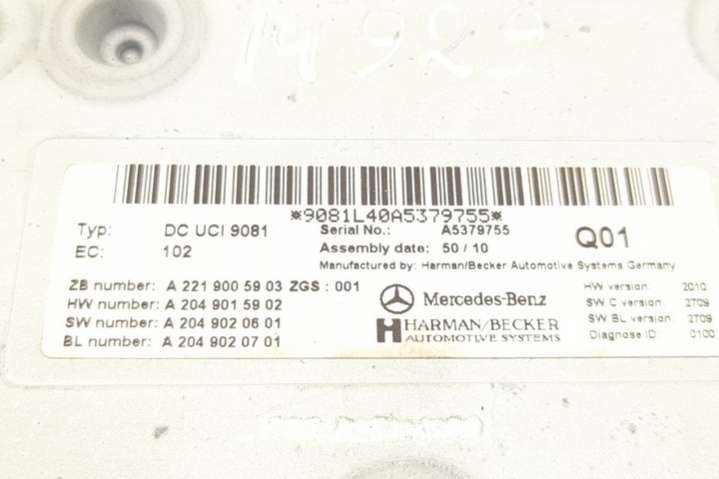 14923
*9081L40A5379755*
Typ: DC UCI 9081 Serial No.: A5379755
EC: 102 Assembly date: 50 / 10 Q01
Manufactured by: Harman/Becker Automotive Systems Germany
ZB number: A 221 900 59 03 ZGS : 001
HW number: A 204 901 59 02
SW number: A 204 902 06 01
BL number: A 204 902 07 01
Mercedes-Benz
HARMAN/BECKER
AUTOMOTIVE SYSTEMS
HW version: 2010
SW C version: 2709
SW BL version: 2709
Diagnose ID 0100